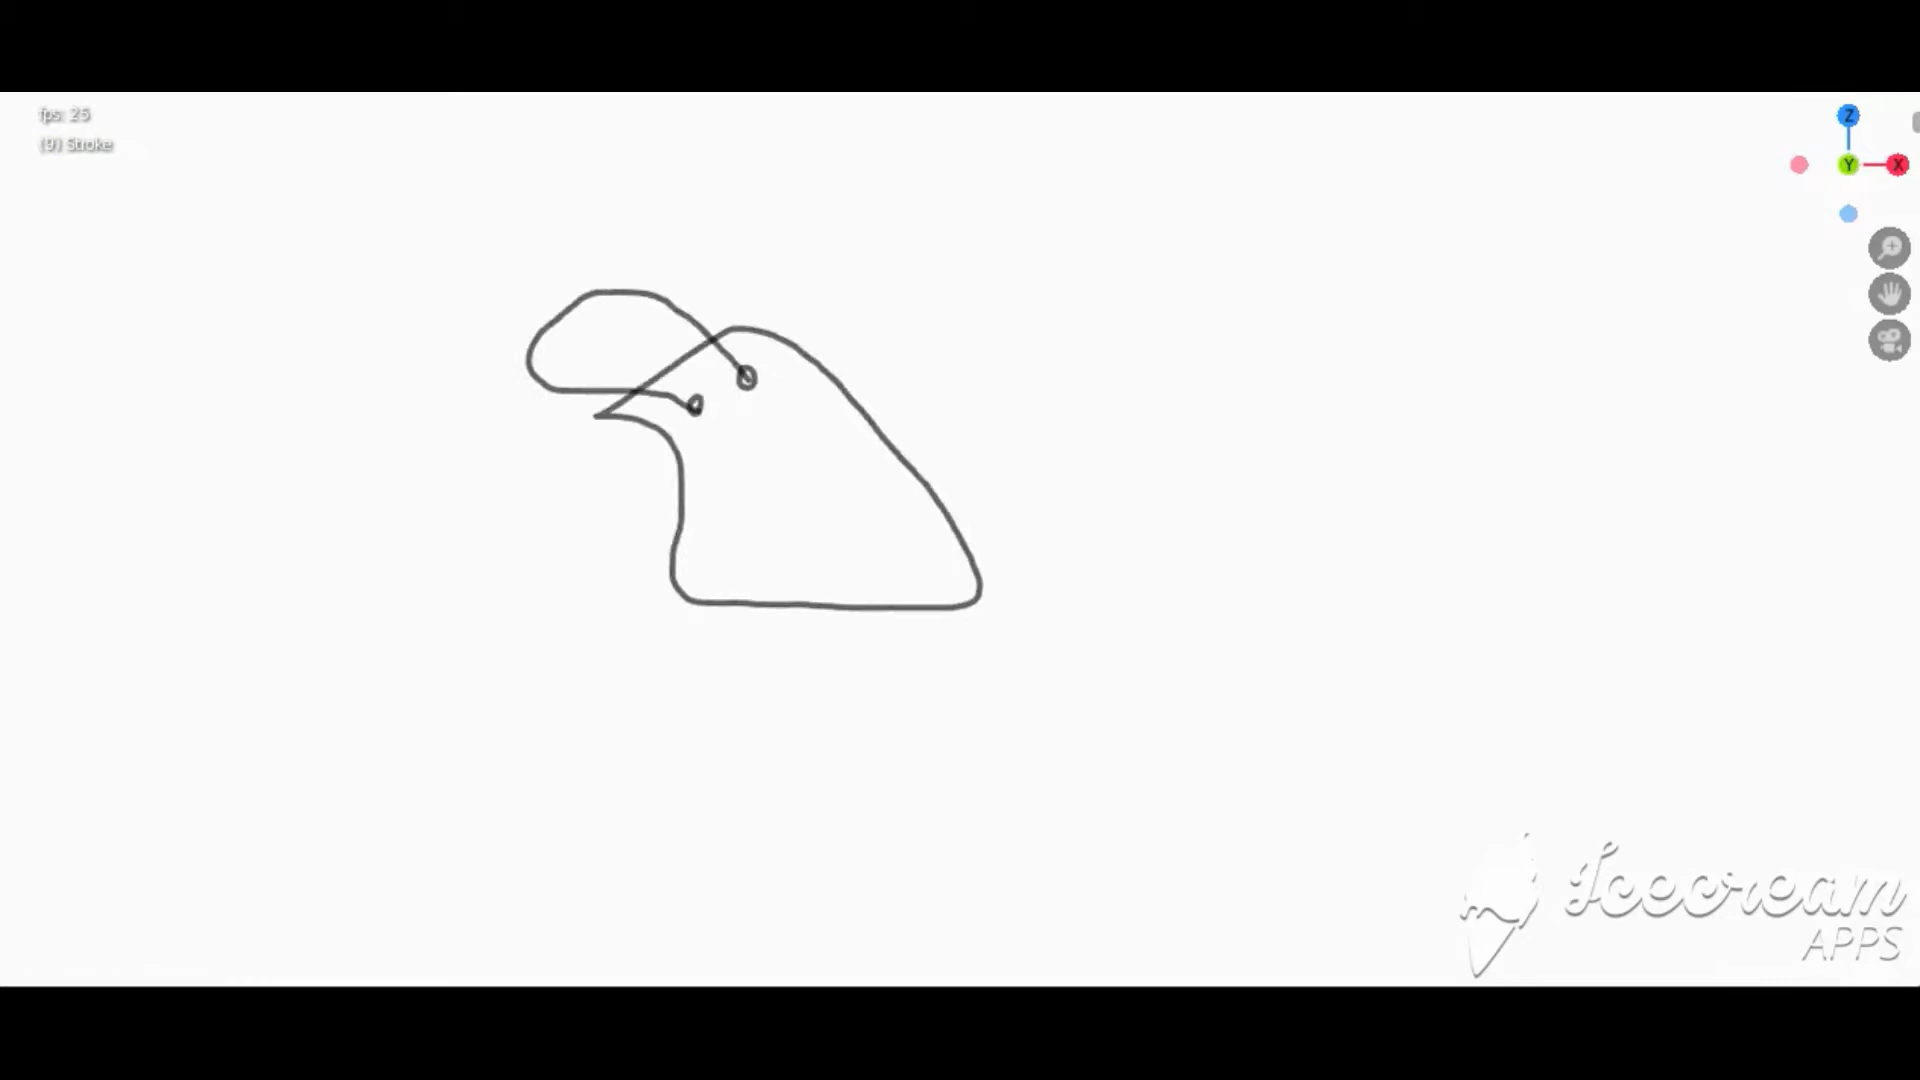 fps: 25
(9) Stroke
Z
Y
X
Icecream
APPS